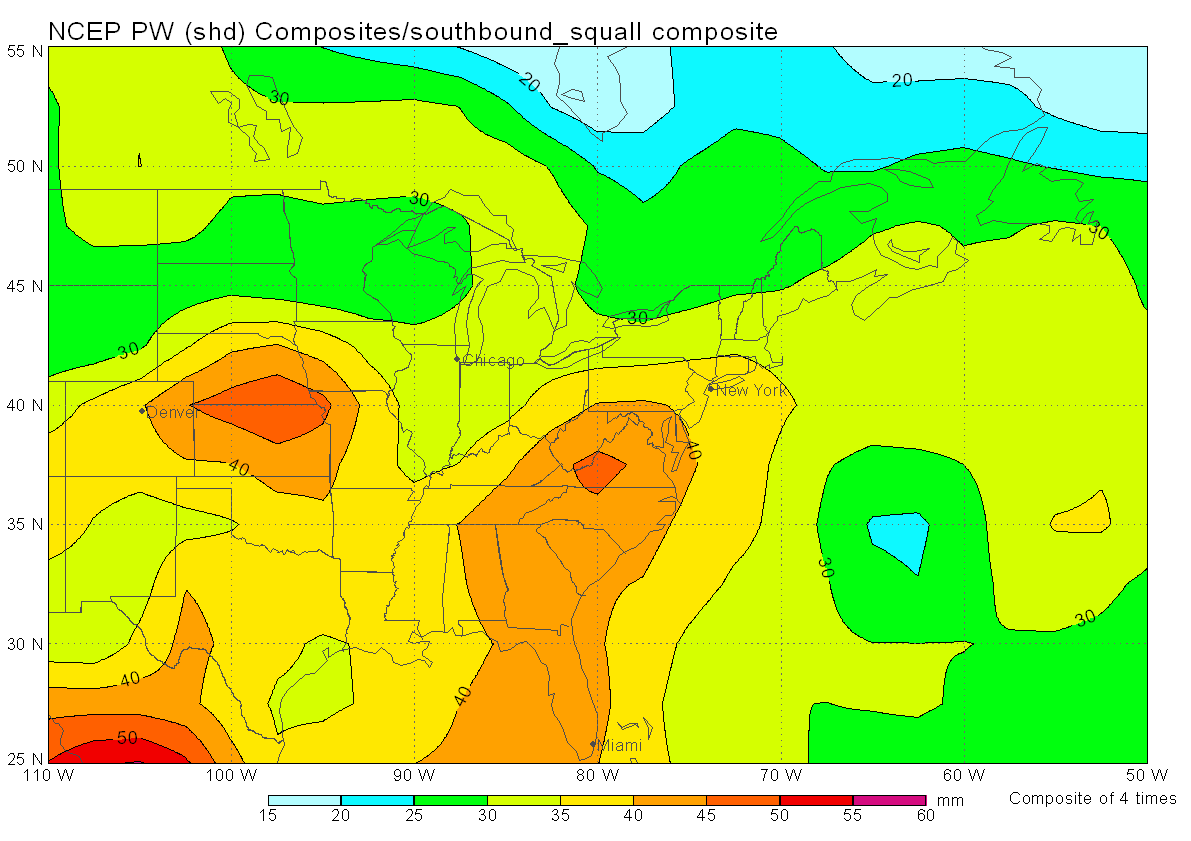 NCEP PW (shd) Composites/southbound_squall composite
55 N
20
20
30
50 N
30
30
45 N
30
30
Chicago
New York
40 N
Denver
40
40
35 N
30
30
30 N
40
40
50
Miami
25 N
110 W 100 W 90 W 80 W 70 W 60 W 50 W
15 20 25 30 35 40 45 50 55 60 mm
Composite of 4 times